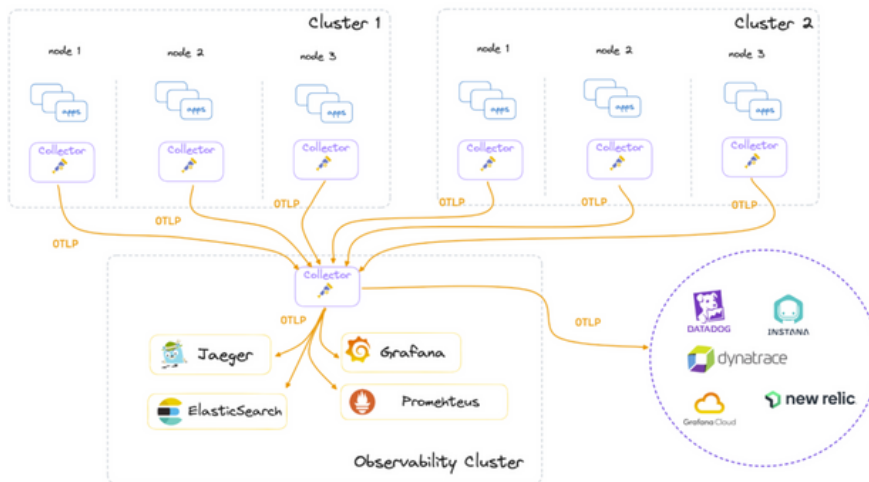 Cluster 1
node 1
node 2
node 3
apps
apps
apps
Collector
Collector
Collector
Cluster 2
node 1
node 2
node 3
apps
apps
apps
Collector
Collector
Collector
OTLP
OTLP
OTLP
OTLP
OTLP
OTLP
Collector
OTLP
OTLP
Jaeger
Grafana
ElasticSearch
Promehteus
Observability Cluster
DATADOG
INSTANA
dynatrace
Grafana Cloud
new relic